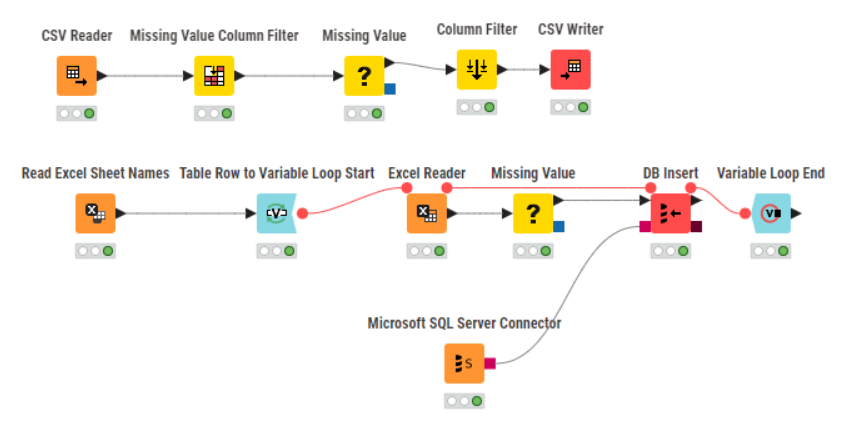 CSV Reader
Missing Value Column Filter
Missing Value
Column Filter
CSV Writer
?
Read Excel Sheet Names
Table Row to Variable Loop Start
Excel Reader
Missing Value
DB Insert
Variable Loop End
X
V
X
?
V
Microsoft SQL Server Connector
S